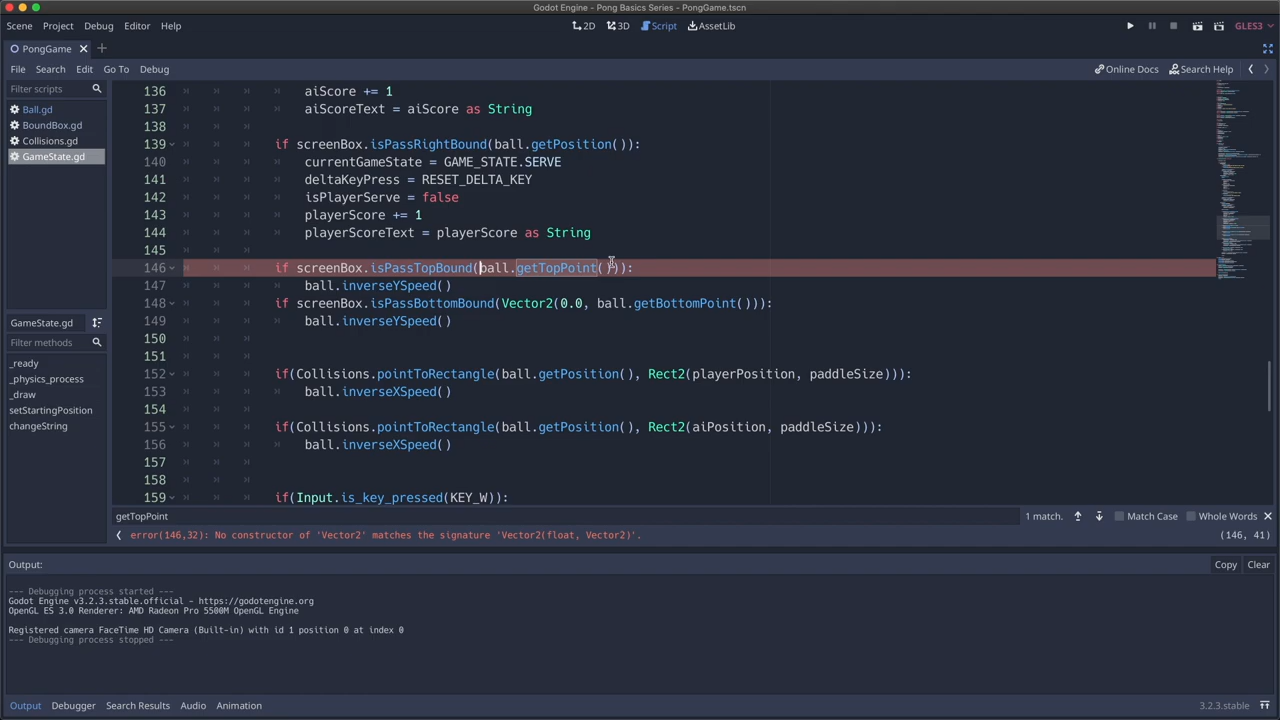 Godot Engine - Pong Basics Series - PongGame.tscn
Scene Project Debug Editor Help 2D 3D Script AssetLib GLES3
PongGame
File Search Edit Go To Debug Online Docs Search Help
Filter scripts
Ball.gd
BoundBox.gd
Collisions.gd
GameState.gd
GameState.gd
Filter methods
_ready
_physics_process
_draw
setStartingPosition
changeString
136 aiScore += 1
137 aiScoreText = aiScore as String
138
139 if screenBox.isPassRightBound(ball.getPosition()):
140 currentGameState = GAME_STATE.SERVE
141 deltaKeyPress = RESET_DELTA_KEY
142 isPlayerServe = false
143 playerScore += 1
144 playerScoreText = playerScore as String
145
146 if screenBox.isPassTopBound(ball.getTopPoint())):
147 ball.inverseYSpeed()
148 if screenBox.isPassBottomBound(Vector2(0.0, ball.getBottomPoint())):
149 ball.inverseYSpeed()
150
151
152 if(Collisions.pointToRectangle(ball.getPosition(), Rect2(playerPosition, paddleSize))):
153 ball.inverseXSpeed()
154
155 if(Collisions.pointToRectangle(ball.getPosition(), Rect2(aiPosition, paddleSize))):
156 ball.inverseXSpeed()
157
158
159 if(Input.is_key_pressed(KEY_W)):
getTopPoint 1 match. Match Case Whole Words
error(146,32): No constructor of 'Vector2' matches the signature 'Vector2(float, Vector2)'. (146, 41)
Output: Copy Clear
--- Debugging process started ---
Godot Engine v3.2.3.stable.official - https://godotengine.org
OpenGL ES 3.0 Renderer: AMD Radeon Pro 5500M OpenGL Engine
Registered camera FaceTime HD Camera (Built-in) with id 1 position 0 at index 0
--- Debugging process stopped ---
Output Debugger Search Results Audio Animation 3.2.3.stable